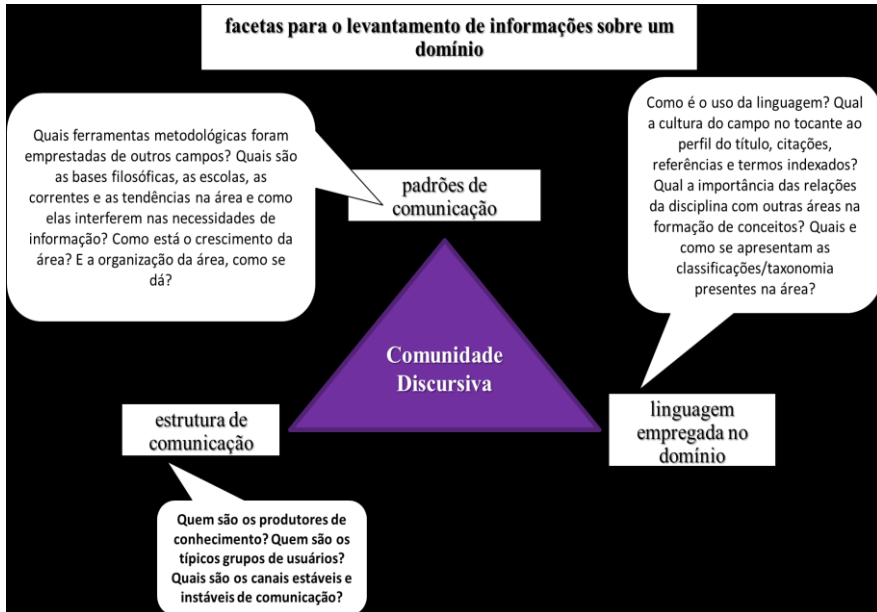 facetas para o levantamento de informações sobre um
domínio
Quais ferramentas metodológicas foram
emprestadas de outros campos? Quais são
as bases filosóficas, as escolas, as
correntes e as tendências na área e como
elas interferem nas necessidades de
informação? Como está o crescimento da
área? E a organização da área, como se
dá?
padrões de
comunicação
Como é o uso da linguagem? Qual
a cultura do campo no tocante ao
perfil do título, citações,
referências e termos indexados?
Qual a importância das relações
da disciplina com outras áreas na
formação de conceitos? Quais e
como se apresentam as
classificações/taxonomia
presentes na área?
Comunidade
Discursiva
estrutura de
comunicação
linguagem
empregada no
domínio
Quem são os produtores de
conhecimento? Quem são os
típicos grupos de usuários?
Quais são os canais estáveis e
instáveis de comunicação?